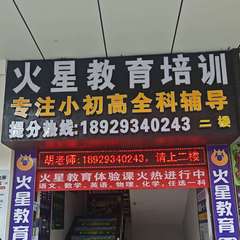 火星教育培训
专注小初高全科辅导
提分热线:18929340243 二楼
胡老师:18929340243,请上二楼
火星教育体验课火热进行中
语文,数学,英语,物理,化学,任选一科
火星教育
火星教育